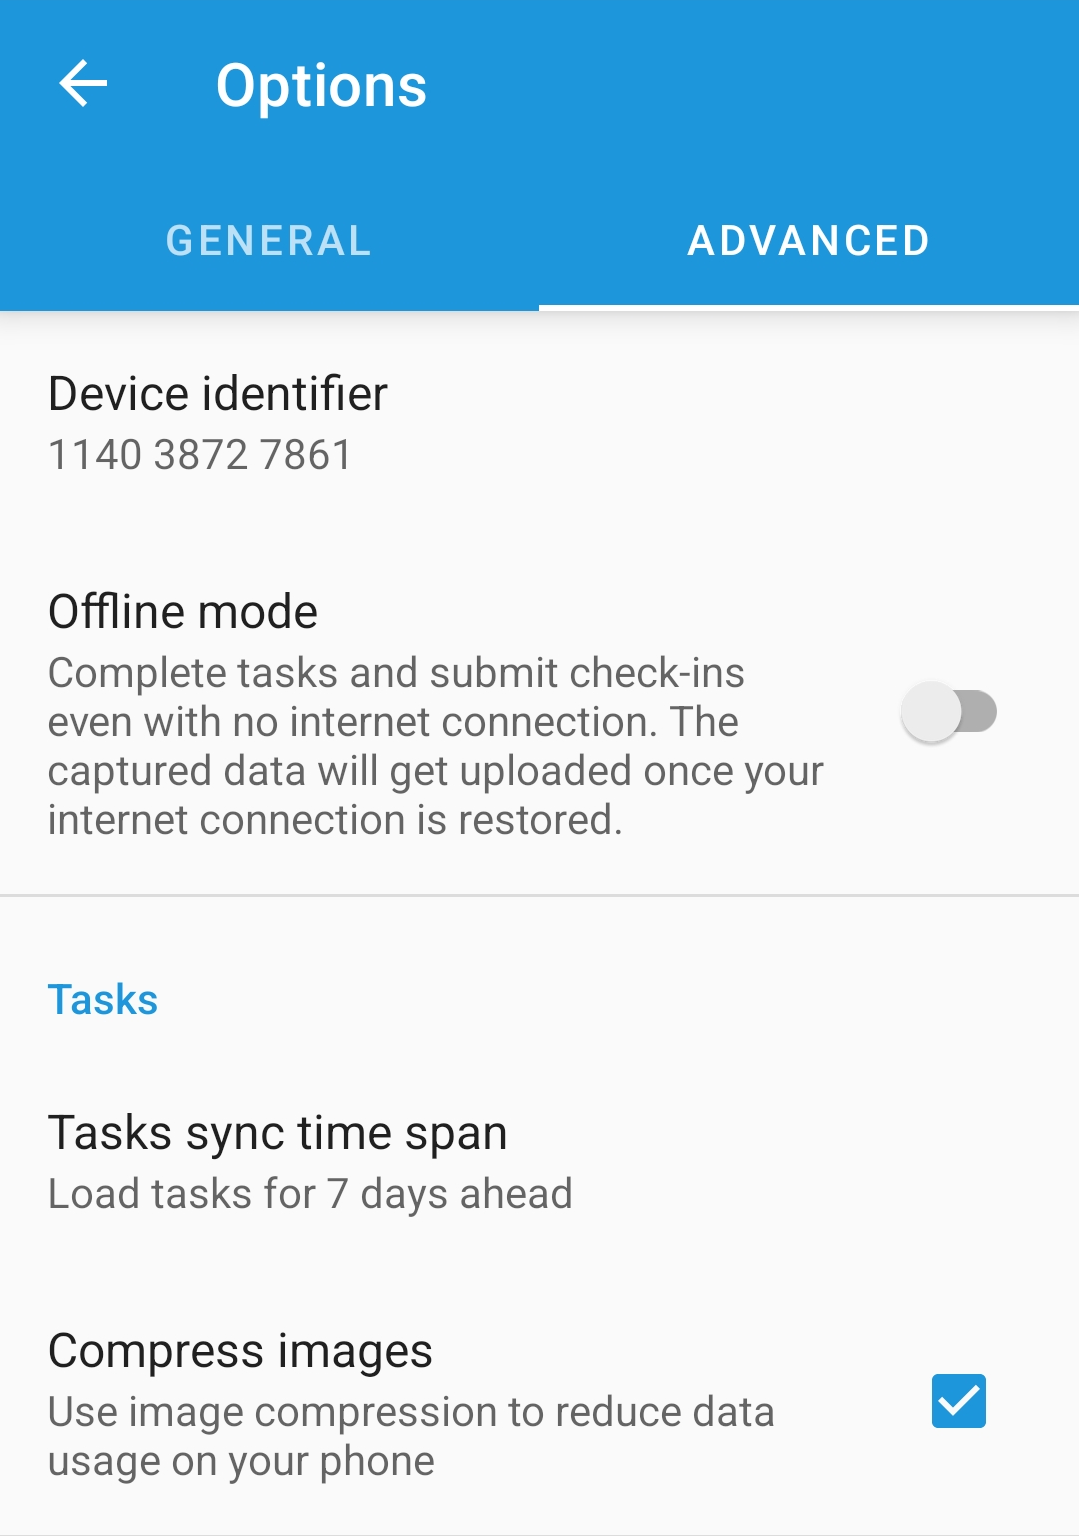 Options
GENERAL
ADVANCED
Device identifier
1140 3872 7861
Offline mode
Complete tasks and submit check-ins
even with no internet connection. The
captured data will get uploaded once your
internet connection is restored.
Tasks
Tasks sync time span
Load tasks for 7 days ahead
Compress images
Use image compression to reduce data
usage on your phone